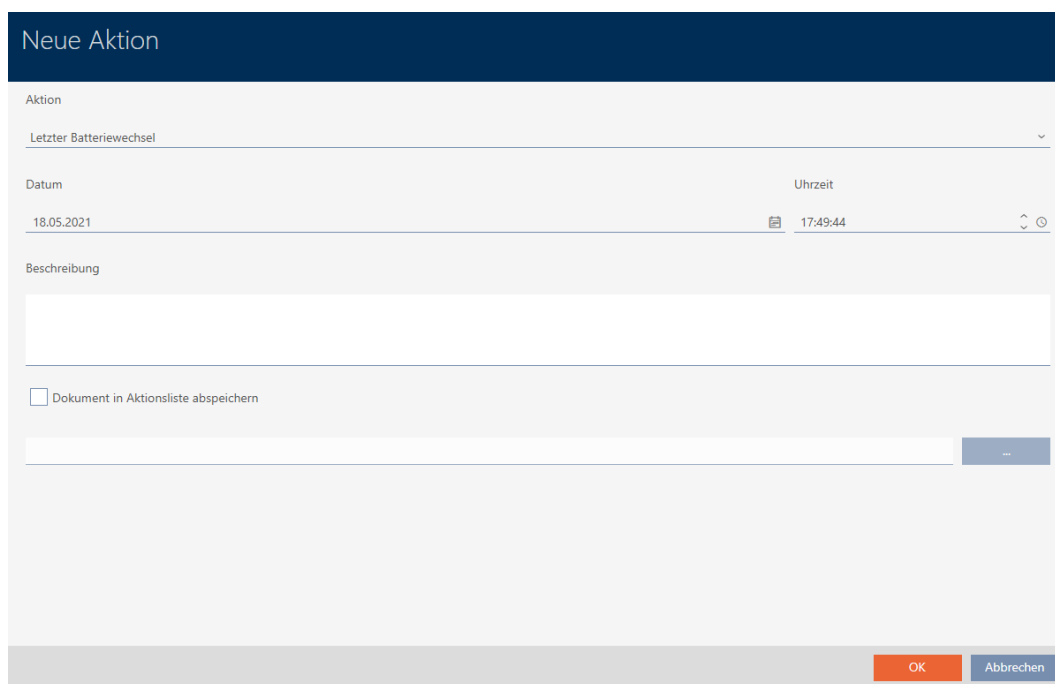 Neue Aktion
Aktion
Letzter Batteriewechsel
Datum Uhrzeit
18.05.2021 17:49:44
Beschreibung
Dokument in Aktionsliste abspeichern
...
OK Abbrechen